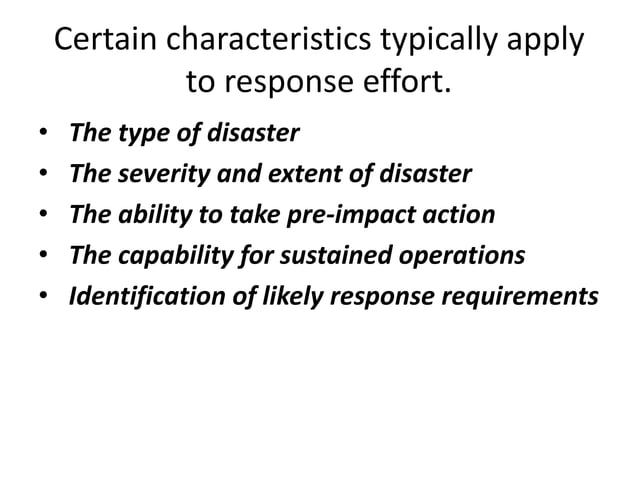 Certain characteristics typically apply
to response effort.
• The type of disaster
• The severity and extent of disaster
• The ability to take pre-impact action
• The capability for sustained operations
• Identification of likely response requirements